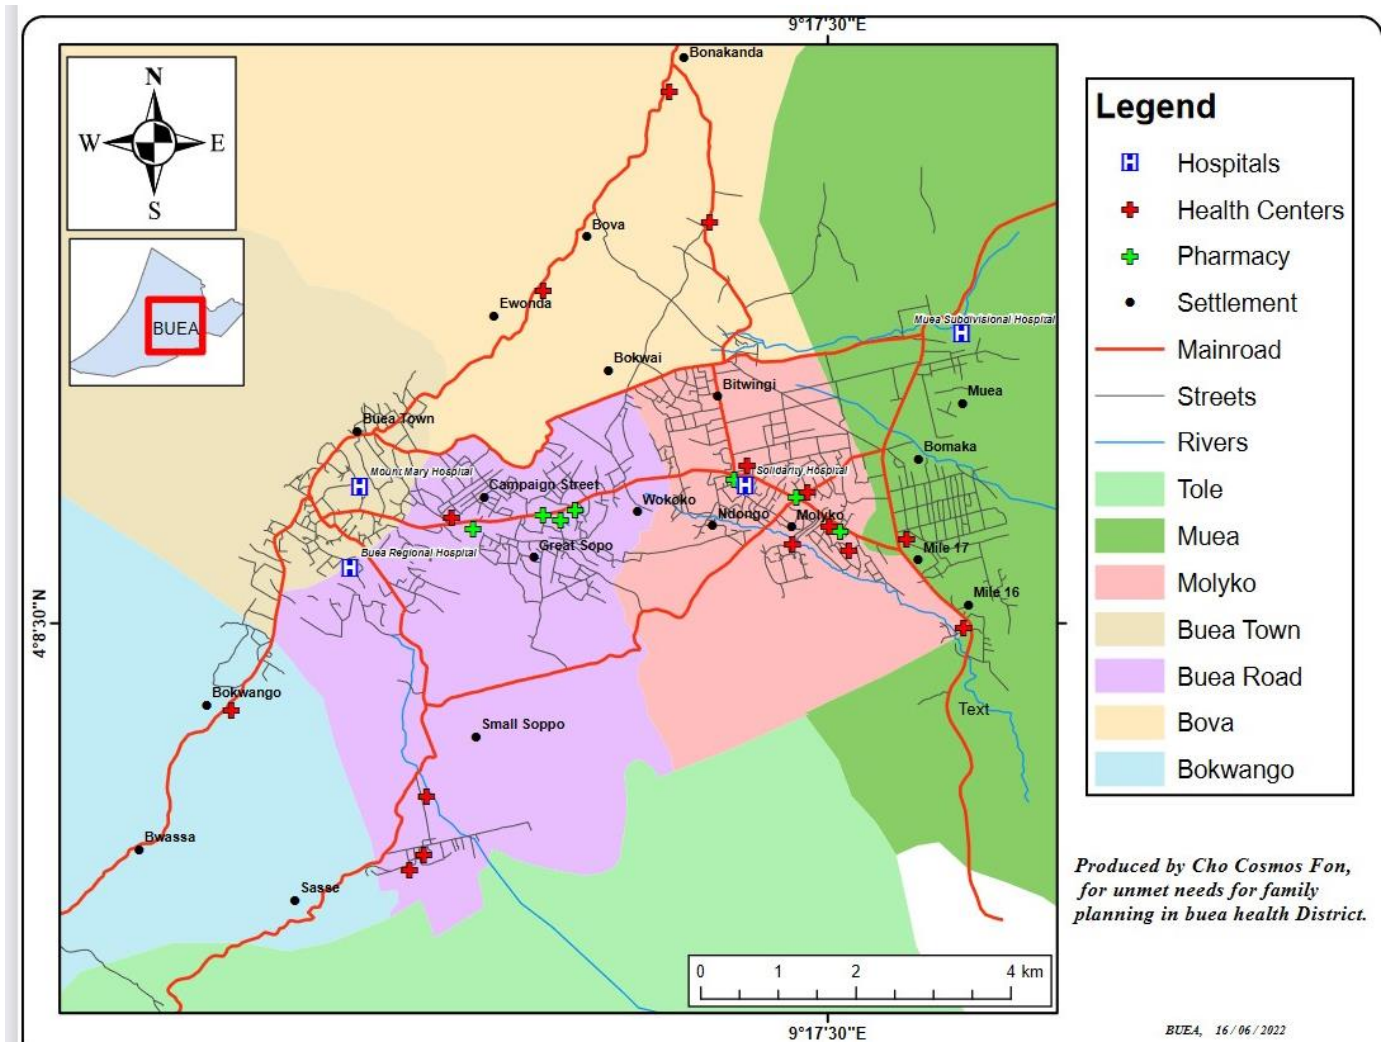 9°17'30"E
N
W
E
S
BUEA
Bonakanda
Bova
Ewonda
Bokwai
Muea Subdivisional Hospital
Bitwingi
Muea
Buea Town
Bomaka
Mount Mary Hospital
Solidarity Hospital
Campaign Street
Wokoko
Ndongo
Molyko
Buea Regional Hospital
Great Sopo
Mile 17
Mile 16
4°8'30"N
Bokwango
Text
Small Soppo
Bwassa
Sasse
0 1 2 4 km
9°17'30"E
Legend
H Hospitals
Health Centers
Pharmacy
Settlement
Mainroad
Streets
Rivers
Tole
Muea
Molyko
Buea Town
Buea Road
Bova
Bokwango
Produced by Cho Cosmos Fon,
for unmet needs for family
planning in buea health District.
BUEA, 16/06/2022